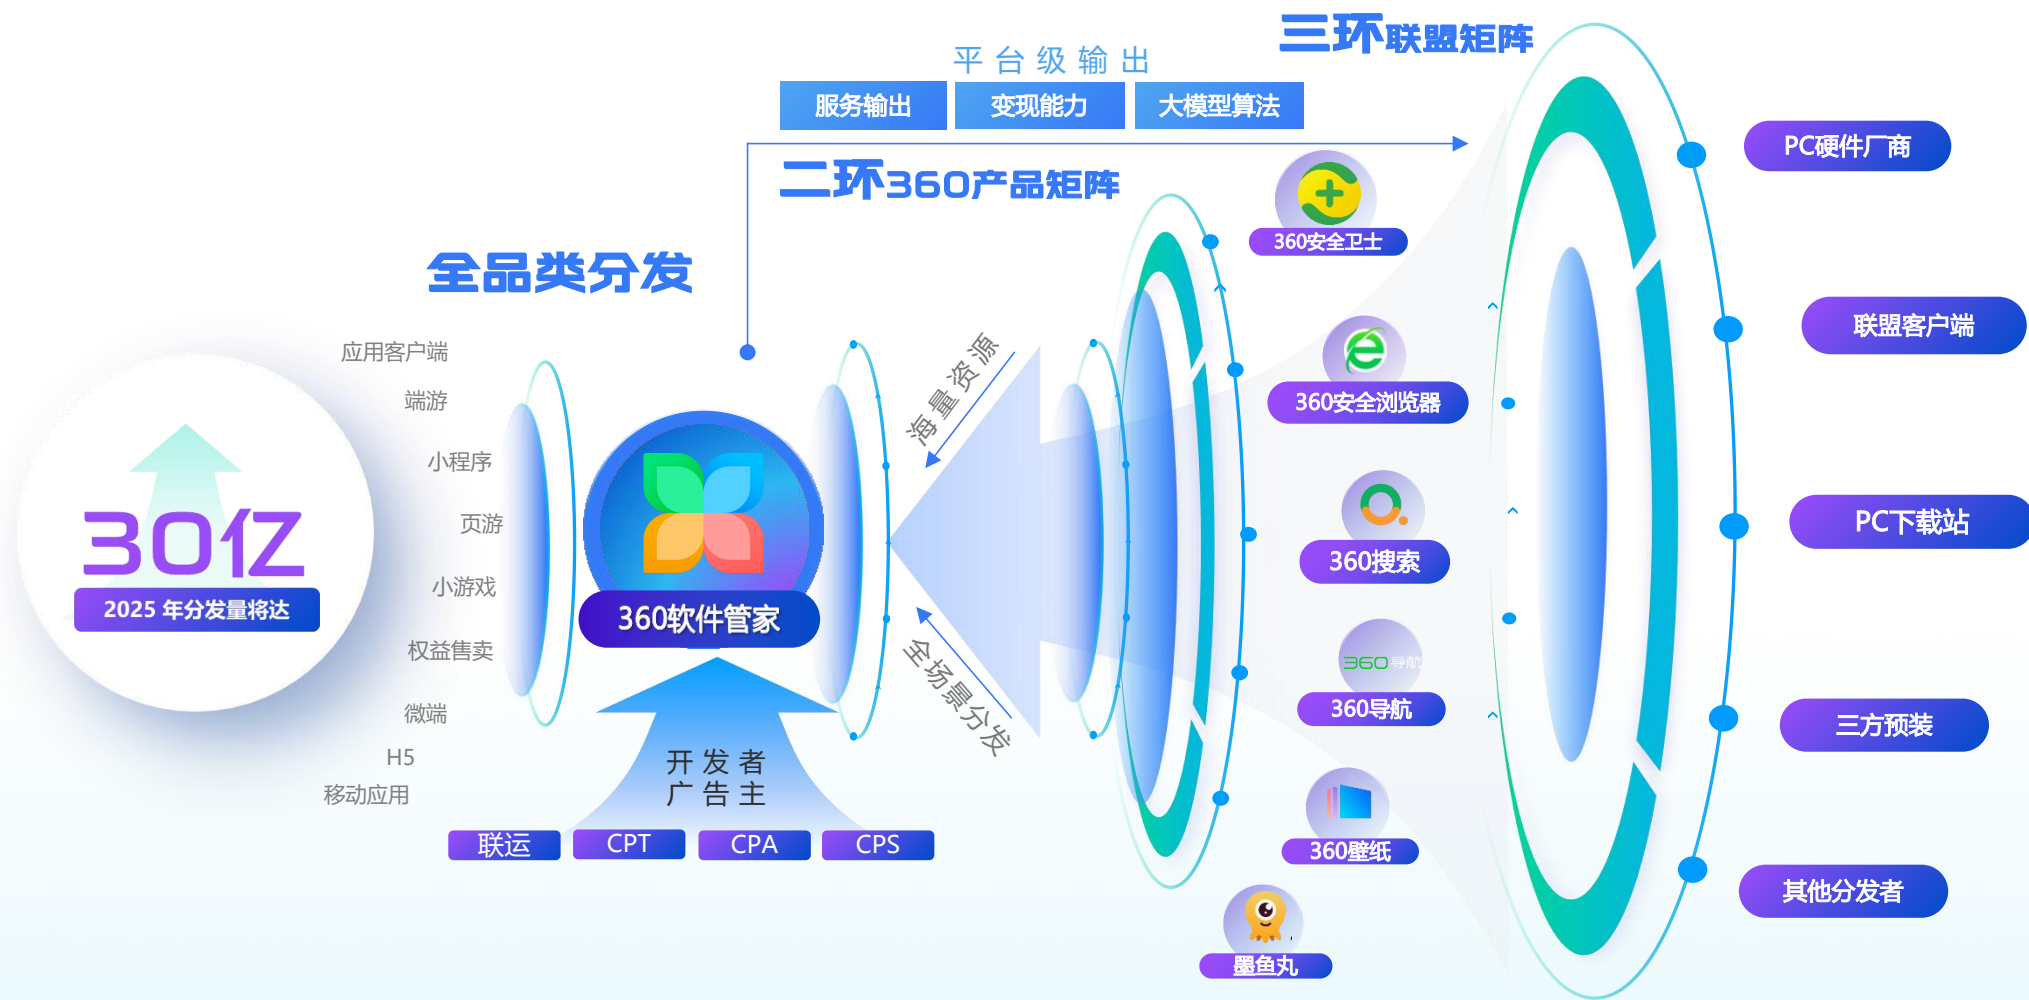 三环联盟矩阵
平台级输出
服务输出
变现能力
大模型算法
二环360产品矩阵
全品类分发
30亿
2025 年分发量将达
应用客户端
端游
小程序
页游
小游戏
权益售卖
微端
H5
移动应用
360软件管家
开发者
广告主
联运
CPT
CPA
CPS
海量资源
全场景分发
360安全卫士
360安全浏览器
360搜索
360导航
360导航
360壁纸
墨鱼丸
PC硬件厂商
联盟客户端
PC下载站
三方预装
其他分发者